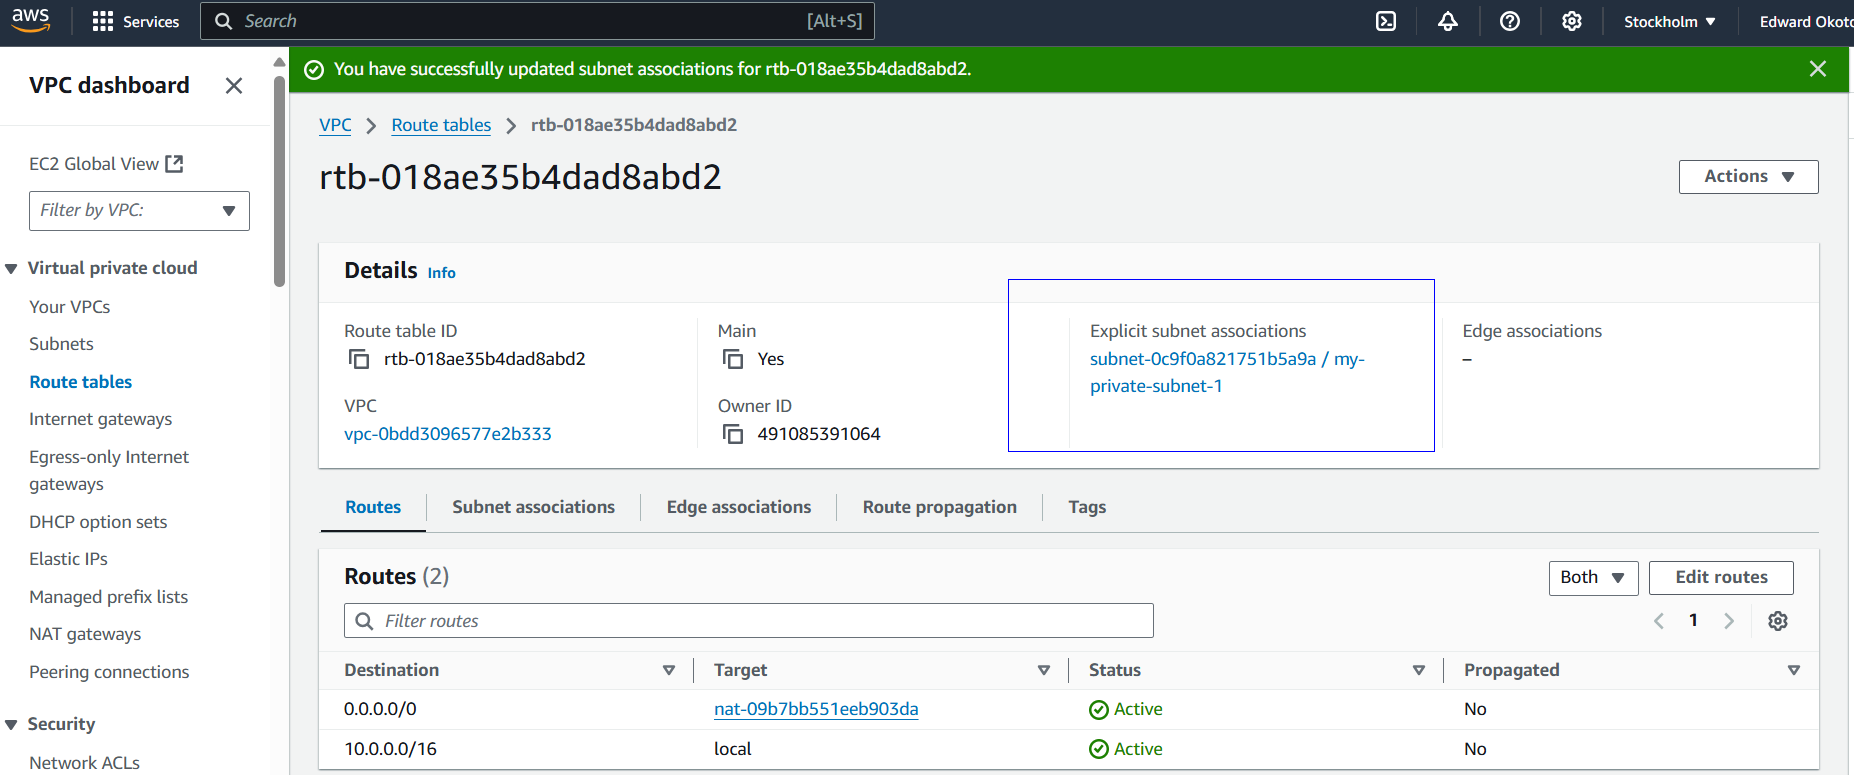 aws
Services
Search
[Alt+S]
Stockholm
Edward Okoto
VPC dashboard
EC2 Global View
Filter by VPC:
Virtual private cloud
Your VPCs
Subnets
Route tables
Internet gateways
Egress-only Internet
gateways
DHCP option sets
Elastic IPs
Managed prefix lists
NAT gateways
Peering connections
Security
Network ACLs
You have successfully updated subnet associations for rtb-018ae35b4dad8abd2.
VPC > Route tables > rtb-018ae35b4dad8abd2
rtb-018ae35b4dad8abd2
Actions
Details Info
Route table ID
rtb-018ae35b4dad8abd2
VPC
vpc-0bdd3096577e2b333
Main
Yes
Owner ID
491085391064
Explicit subnet associations
subnet-0c9f0a821751b5a9a / my-
private-subnet-1
Edge associations
–
Routes
Subnet associations
Edge associations
Route propagation
Tags
Routes (2)
Both
Edit routes
Filter routes
1
Destination Target Status Propagated
0.0.0.0/0 nat-09b7bb551eeb903da Active No
10.0.0.0/16 local Active No